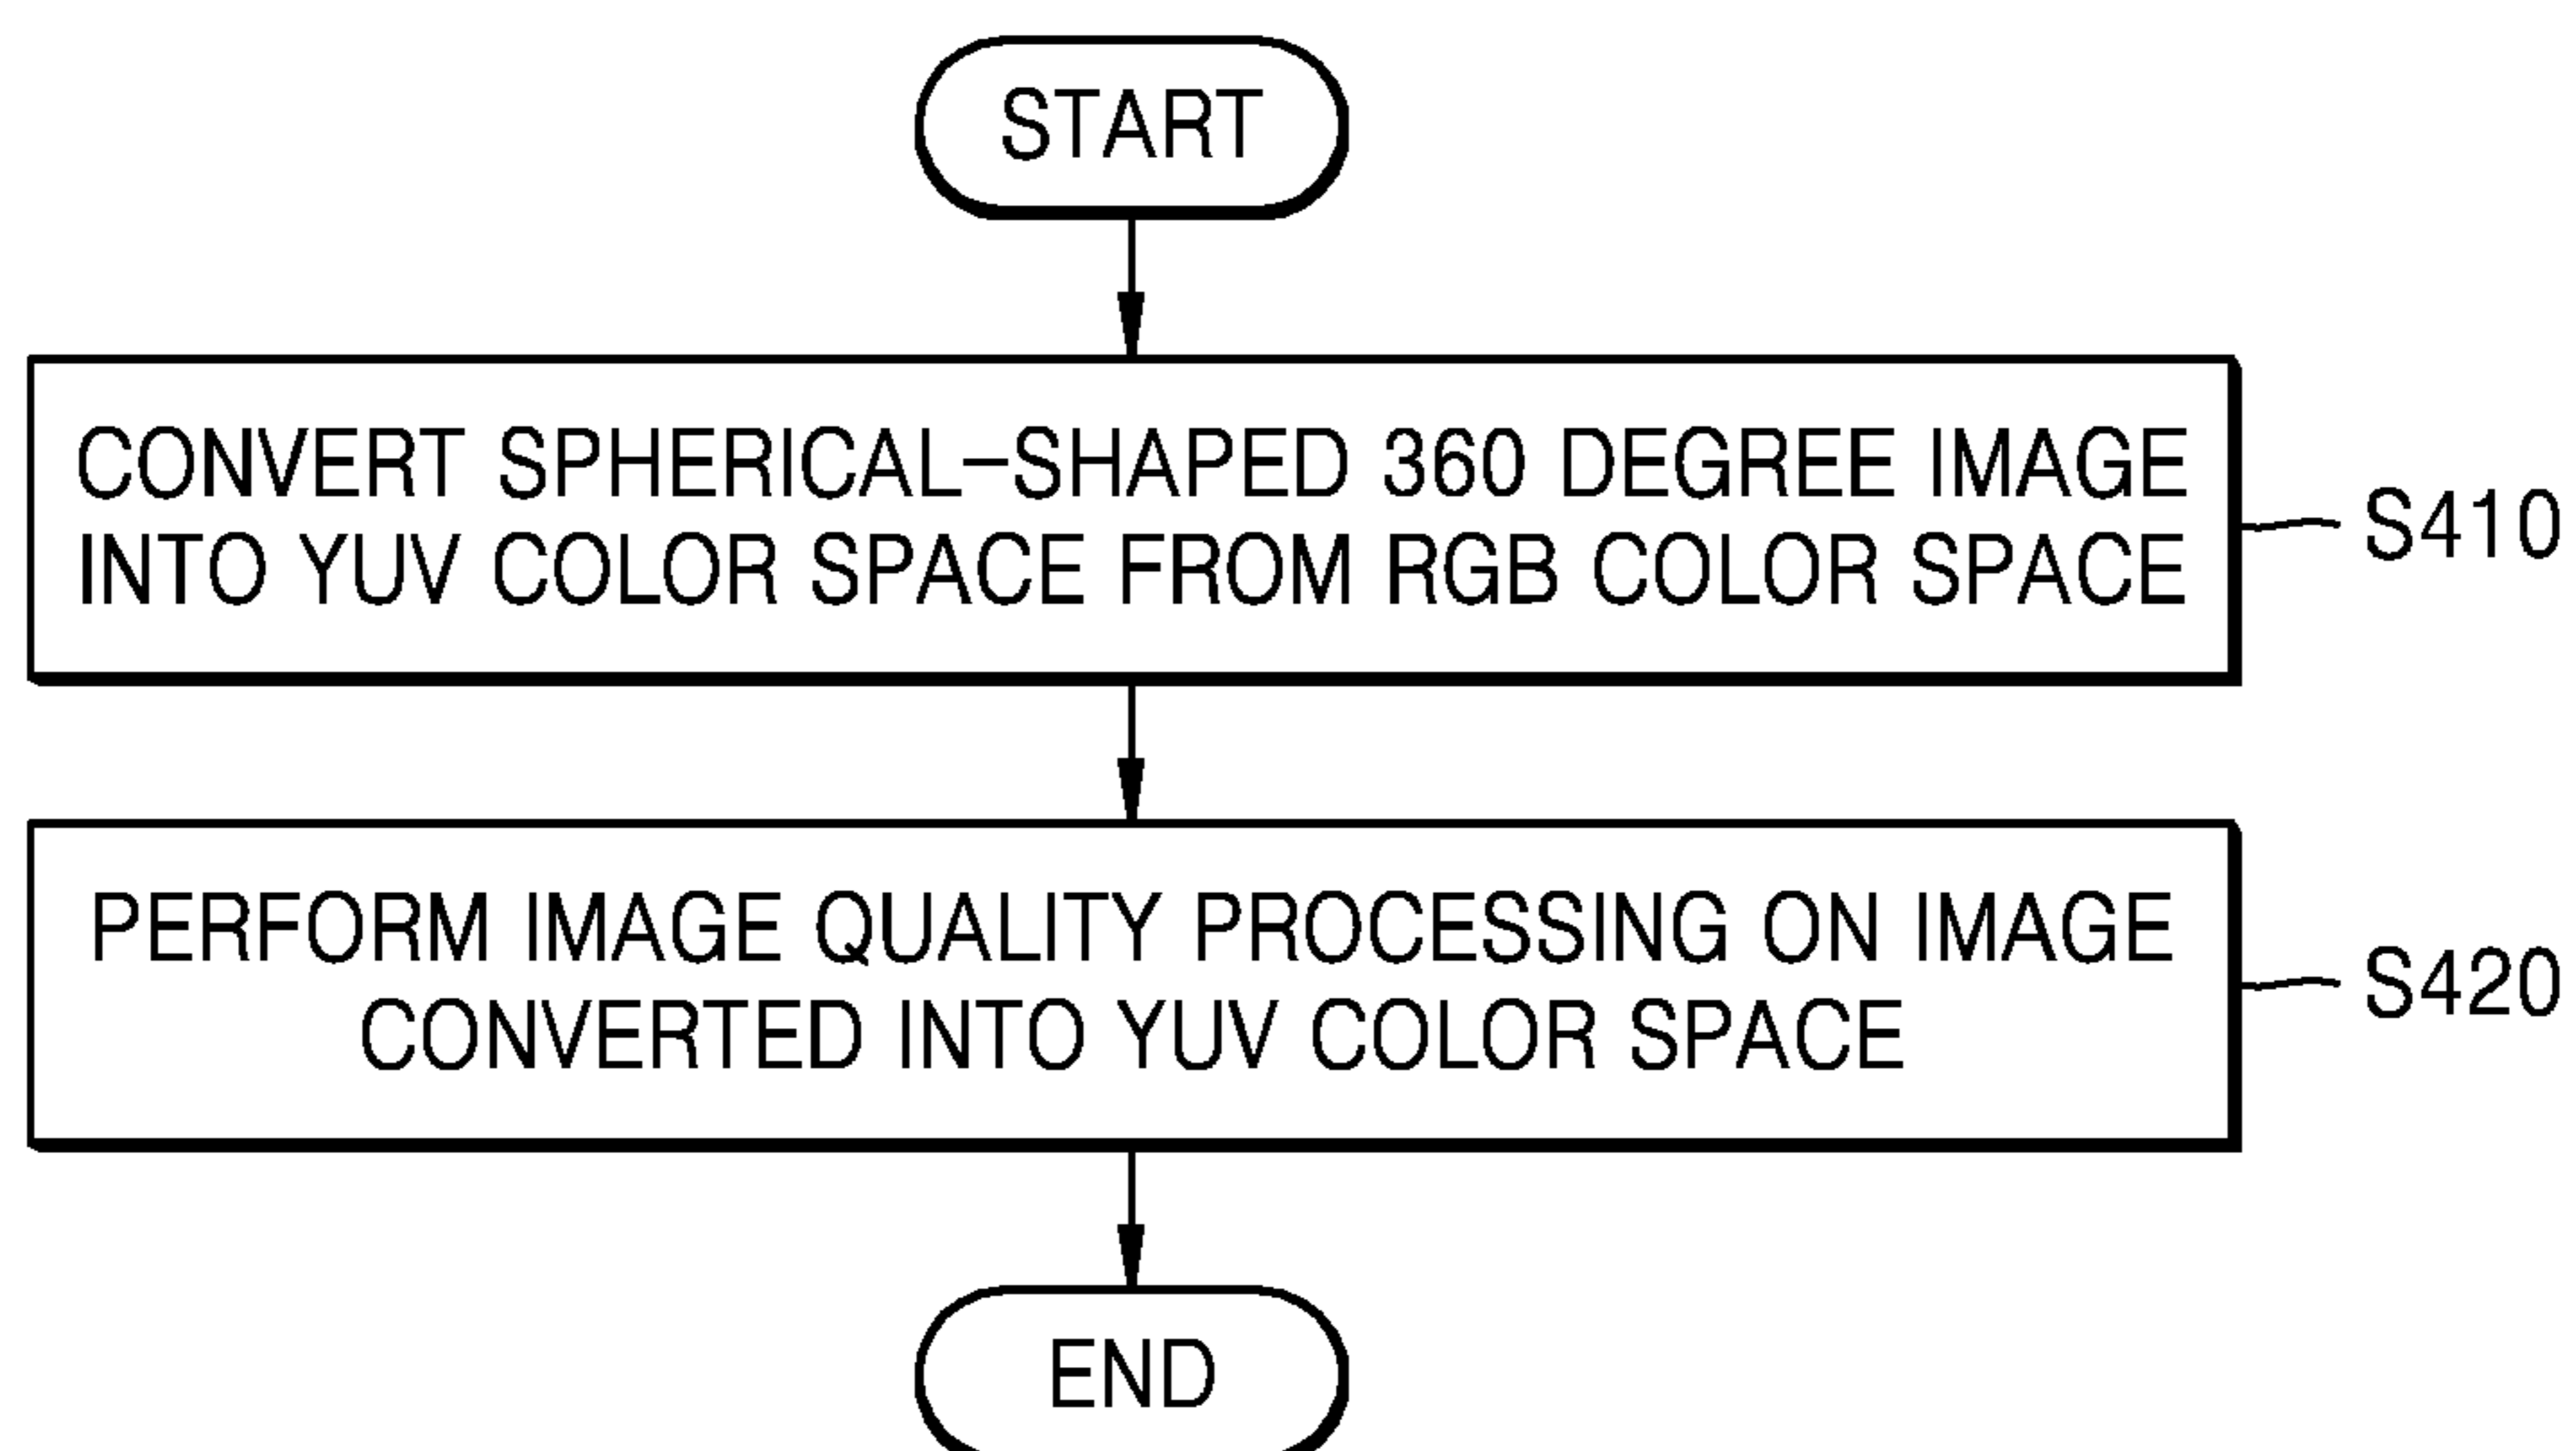 START
CONVERT SPHERICAL-SHAPED 360 DEGREE IMAGE
INTO YUV COLOR SPACE FROM RGB COLOR SPACE
S410
PERFORM IMAGE QUALITY PROCESSING ON IMAGE
CONVERTED INTO YUV COLOR SPACE
S420
END